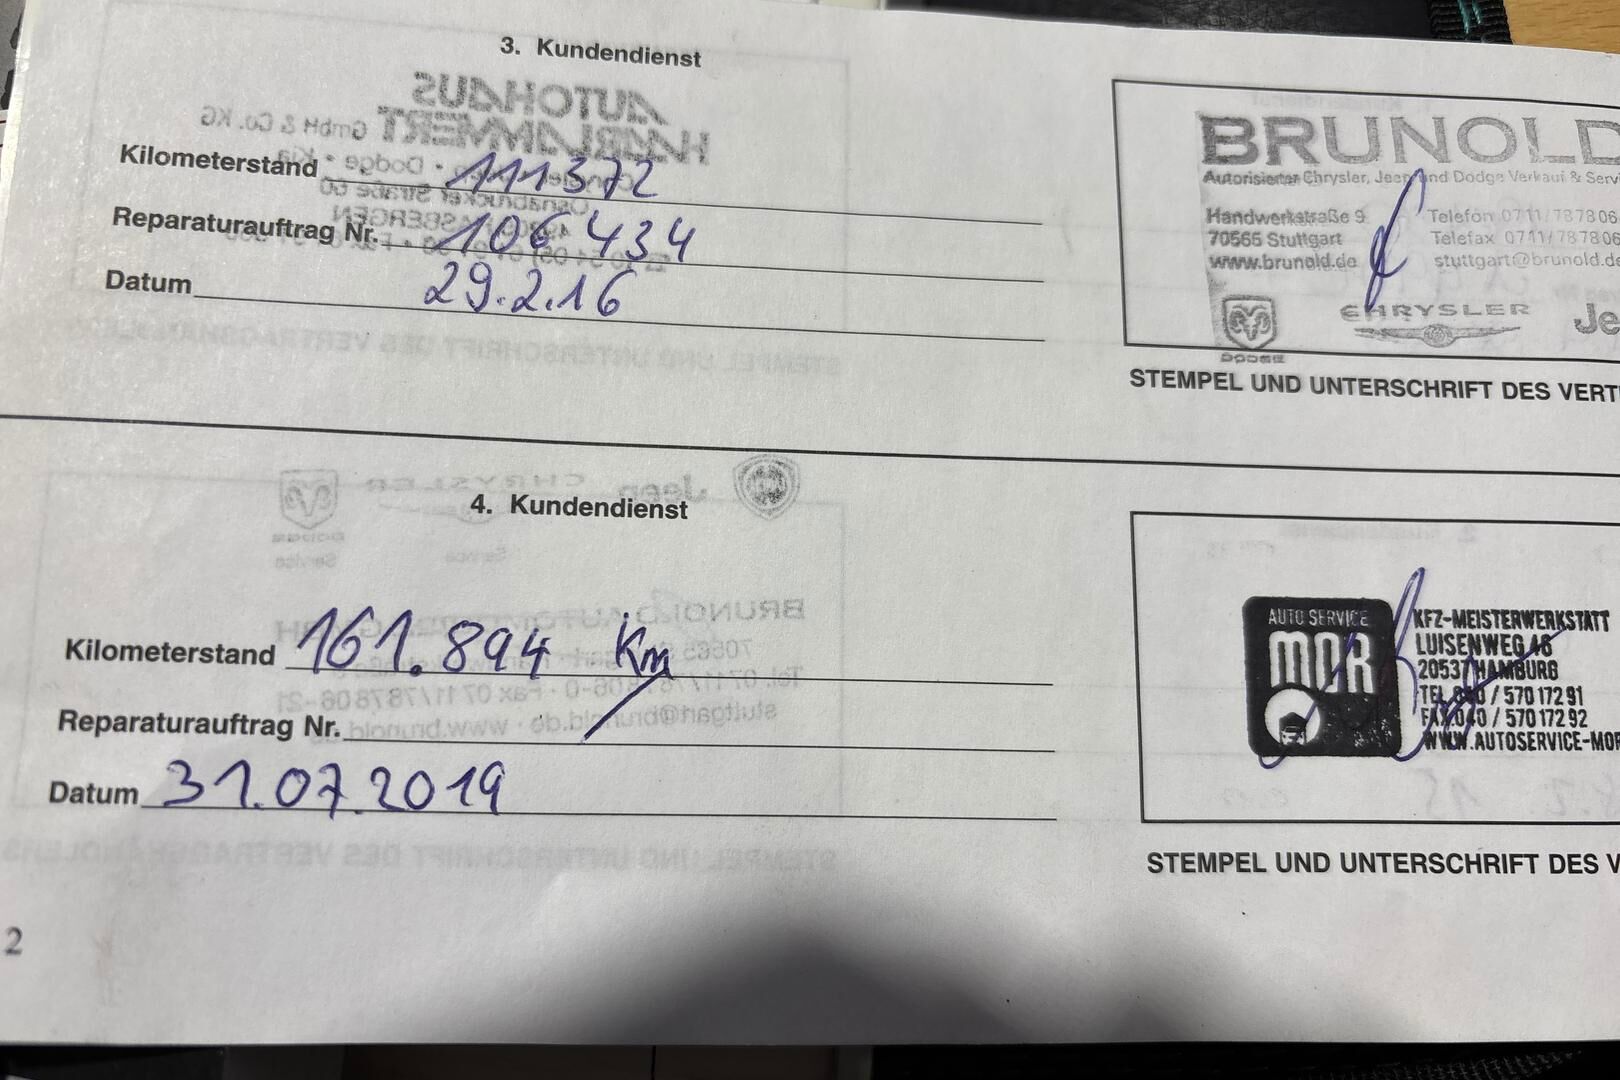 3. Kundendienst
Kilometerstand 111372
Reparaturauftrag Nr. 106434
Datum 29.2.16
BRUNOLD
Autorisierter Chrysler, Jeep und Dodge Verkauf & Servi
Handwerkstraße 9
70565 Stuttgart
www.brunold.de
Telefon 0711/787806
Telefax 0711/787806
stuttgart@brunold.de
DODGE
CHRYSLER
Je
STEMPEL UND UNTERSCHRIFT DES VERT
4. Kundendienst
Kilometerstand 161.894 Km
Reparaturauftrag Nr.
Datum 31.07.2019
AUTO SERVICE
MOR
KFZ-MEISTERWERKSTATT
LUISENWEG 46
20537 HAMBURG
TEL.040 / 570 172 91
FAX.040 / 570 172 92
WWW.AUTOSERVICE-MOR
STEMPEL UND UNTERSCHRIFT DES V
2